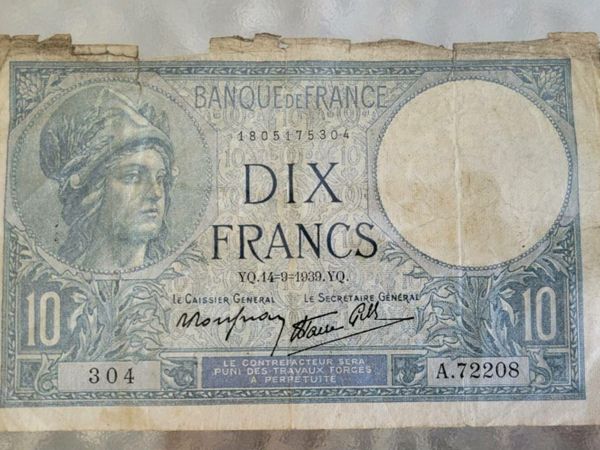 BANQUE DE FRANCE
1805175304
DIX
FRANCS
YQ.14=9=1939.YQ.
LE CAISSIER GÉNÉRAL
LE SECRÉTAIRE GÉNÉRAL
10
10
LE CONTREFACTEUR SERA
PUNI DES TRAVAUX FORCÉS
À PERPÉTUITÉ
304
A.72208